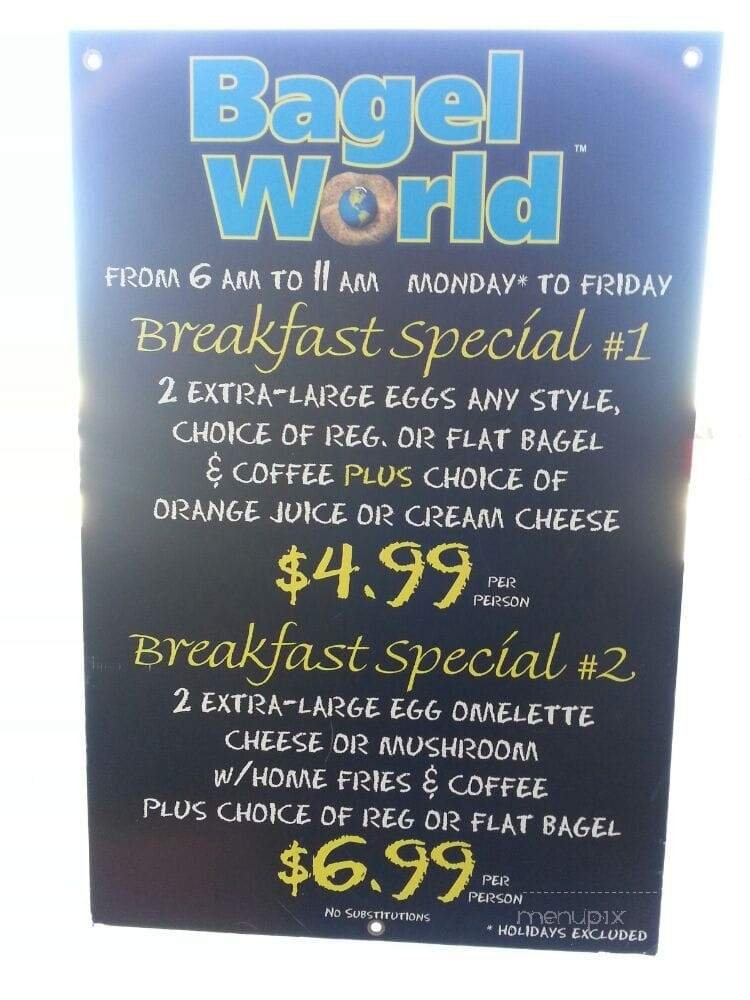 Bagel
World ™
FROM 6 AM TO 11 AM MONDAY* TO FRIDAY
Breakfast Special #1
2 EXTRA-LARGE EGGS ANY STYLE,
CHOICE OF REG. OR FLAT BAGEL
& COFFEE PLUS CHOICE OF
ORANGE JUICE OR CREAM CHEESE
$4.99 PER
PERSON
Breakfast Special #2
2 EXTRA-LARGE EGG OMELETTE
CHEESE OR MUSHROOM
W/HOME FRIES & COFFEE
PLUS CHOICE OF REG OR FLAT BAGEL
$6.99 PER
PERSON
NO SUBSTITUTIONS
menupix
* HOLIDAYS EXCLUDED